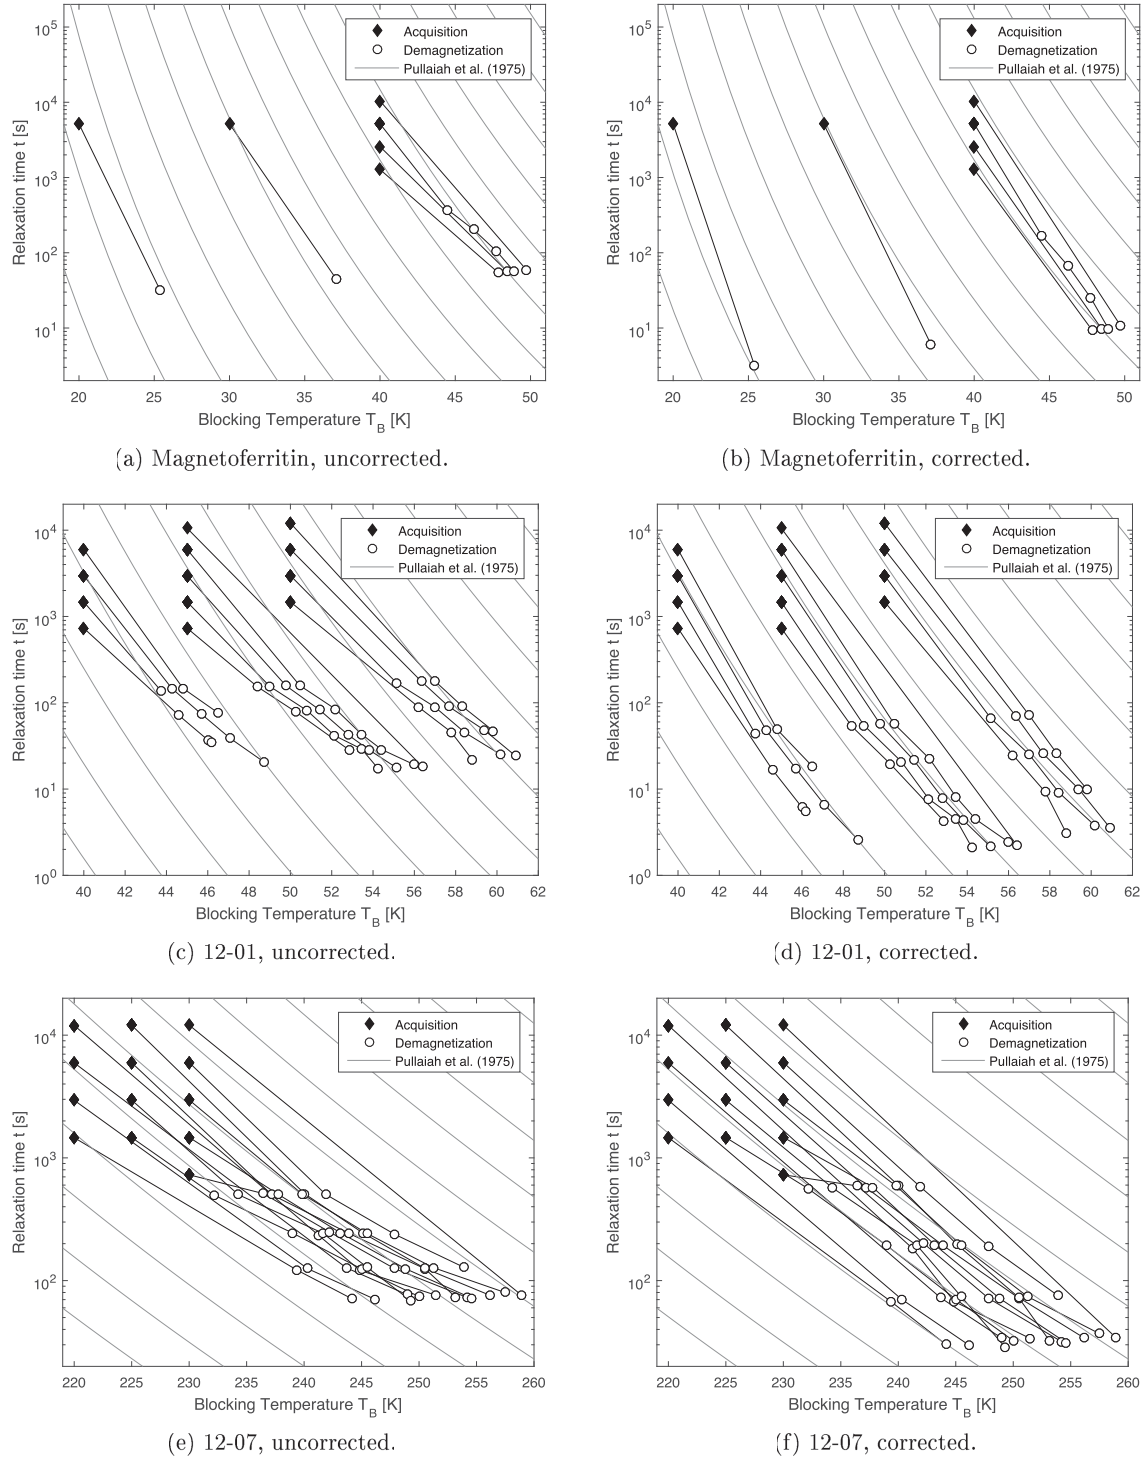 Acquisition
Demagnetization
Pullaiah et al. (1975)
10^5
10^4
10^3
10^2
10^1
Relaxation time t [s]
20 25 30 35 40 45 50
Blocking Temperature T_B [K]
(a) Magnetoferritin, uncorrected.
Acquisition
Demagnetization
Pullaiah et al. (1975)
10^5
10^4
10^3
10^2
10^1
Relaxation time t [s]
20 25 30 35 40 45 50
Blocking Temperature T_B [K]
(b) Magnetoferritin, corrected.
Acquisition
Demagnetization
Pullaiah et al. (1975)
10^4
10^3
10^2
10^1
10^0
Relaxation time t [s]
40 42 44 46 48 50 52 54 56 58 60 62
Blocking Temperature T_B [K]
(c) 12-01, uncorrected.
Acquisition
Demagnetization
Pullaiah et al. (1975)
10^4
10^3
10^2
10^1
10^0
Relaxation time t [s]
40 42 44 46 48 50 52 54 56 58 60 62
Blocking Temperature T_B [K]
(d) 12-01, corrected.
Acquisition
Demagnetization
Pullaiah et al. (1975)
10^4
10^3
10^2
Relaxation time t [s]
220 225 230 235 240 245 250 255 260
Blocking Temperature T_B [K]
(e) 12-07, uncorrected.
Acquisition
Demagnetization
Pullaiah et al. (1975)
10^4
10^3
10^2
Relaxation time t [s]
220 225 230 235 240 245 250 255 260
Blocking Temperature T_B [K]
(f) 12-07, corrected.